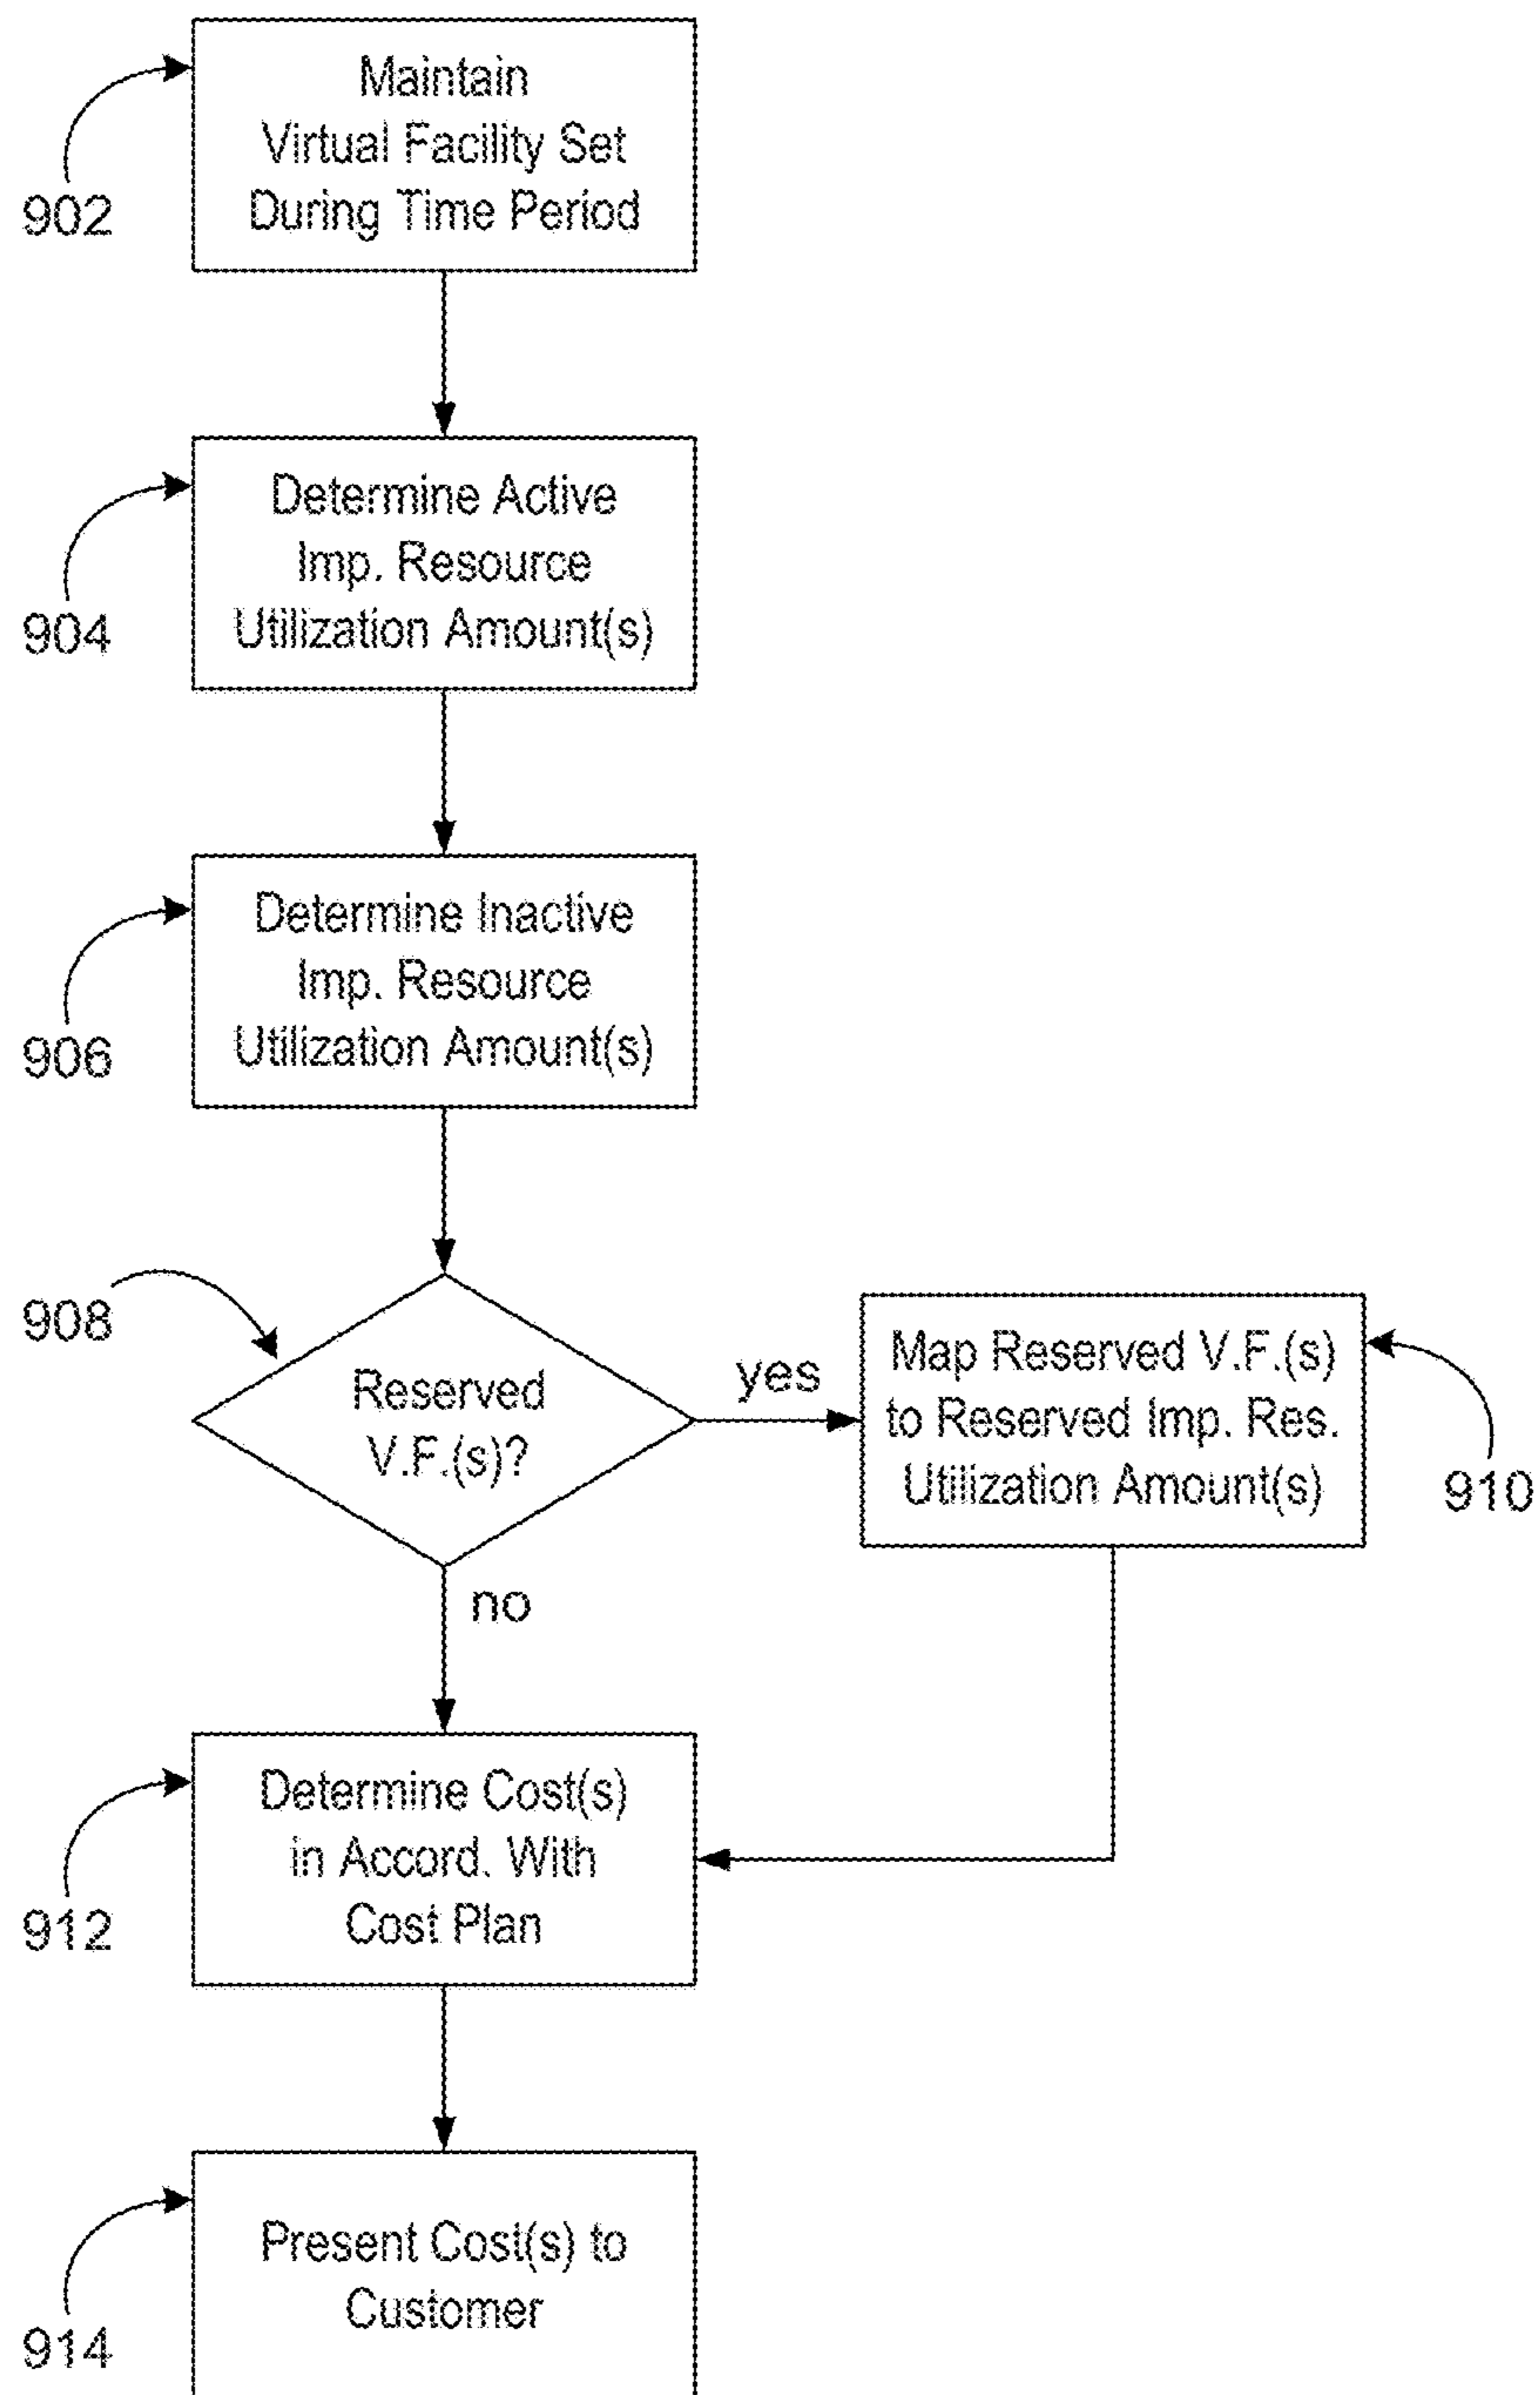 Maintain
Virtual Facility Set
During Time Period
902
Determine Active
Imp. Resource
Utilization Amount(s)
904
Determine Inactive
Imp. Resource
Utilization Amount(s)
906
908
Reserved
V.F.(s)?
yes
Map Reserved V.F.(s)
to Reserved Imp. Res.
Utilization Amount(s)
910
no
Determine Cost(s)
in Accord. With
Cost Plan
912
Present Cost(s) to
Customer
914